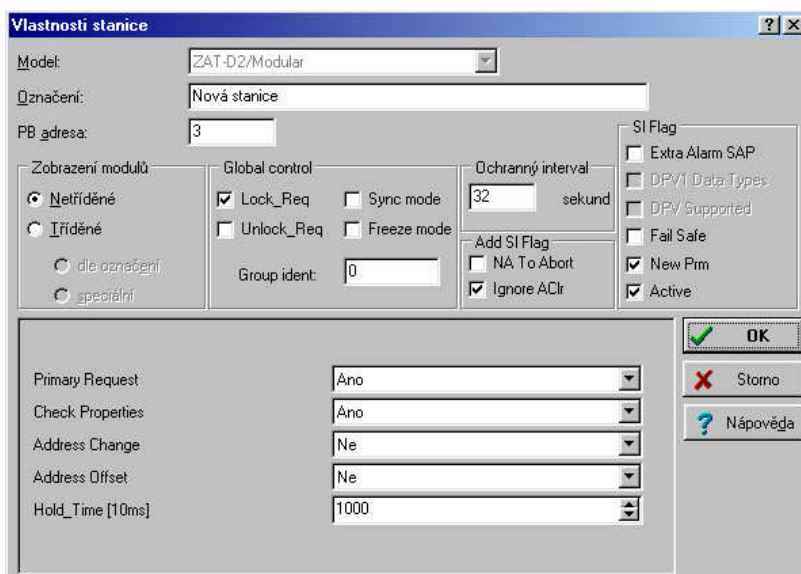 Vlastnosti stanice
Model: ZAT-D2/Modular
Označení: Nová stanice
PB adresa: 3
Zobrazení modulů
Netříděné
Tříděné
dle označení
speciální
Global control
Lock_Req
Sync mode
Unlock_Req
Freeze mode
Group ident: 0
Ochranný interval
32 sekund
Add SI Flag
NA To Abort
Ignore AClr
SI Flag
Extra Alarm SAP
DPV1 Data Types
DPV Supported
Fail Safe
New Prm
Active
Primary Request Ano
Check Properties Ano
Address Change Ne
Address Offset Ne
Hold_Time [10ms] 1000
OK
Storno
Nápověda